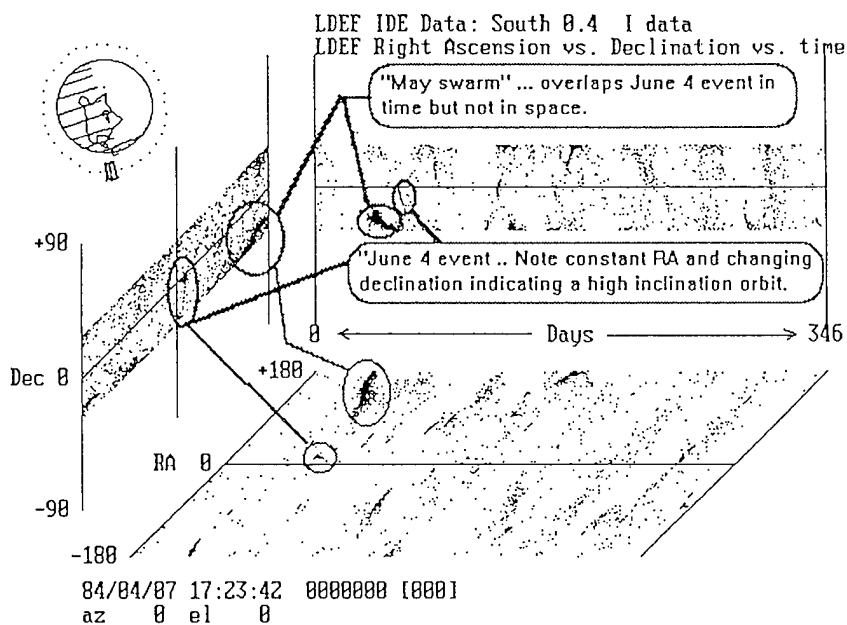 LDEF IDE Data: South 0.4 I data
LDEF Right Ascension vs. Declination vs. time
"May swarm" ... overlaps June 4 event in
time but not in space.
+90
"June 4 event .. Note constant RA and changing
declination indicating a high inclination orbit.
0 Days 346
Dec 0
+180
RA 0
-90
-180
84/04/07 17:23:42 0000000 [000]
az 0 el 0